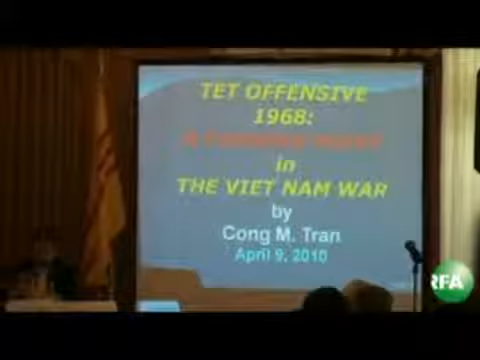 TET OFFENSIVE
1968:
in
THE VIET NAM WAR
by
Cong M. Tran
April 9, 2010
RFA